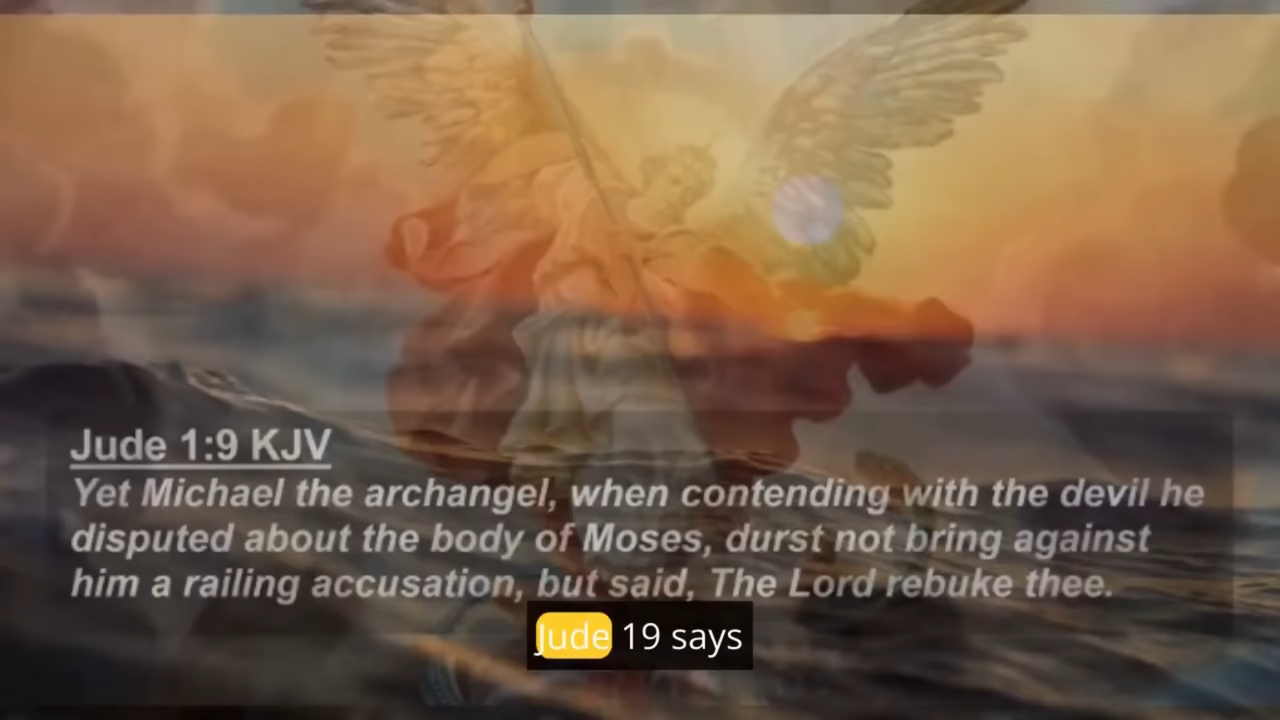 Jude 1:9 KJV
Yet Michael the archangel, when contending with the devil he
disputed about the body of Moses, durst not bring against
him a railing accusation, but said, The Lord rebuke thee.
Jude 19 says